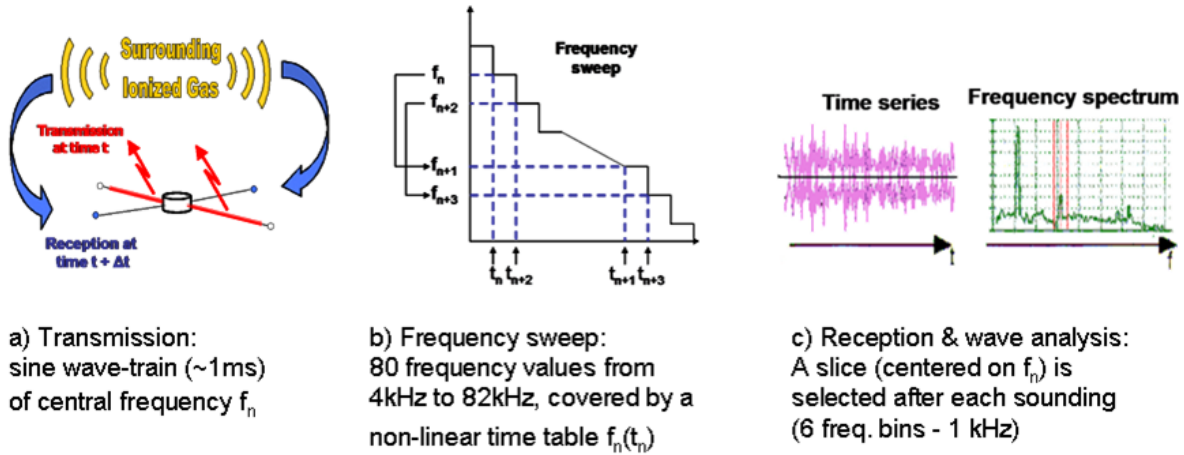 Surrounding
Ionized Gas
Transmission
at time t
Reception at
time t + Δt
Frequency
sweep
fn
fn+2
fn+1
fn+3
tn tn+2 tn+1 tn+3
Time series
Frequency spectrum
t
f
a) Transmission:
sine wave-train (~1ms)
of central frequency fn
b) Frequency sweep:
80 frequency values from
4kHz to 82kHz, covered by a
non-linear time table fn(tn)
c) Reception & wave analysis:
A slice (centered on fn) is
selected after each sounding
(6 freq. bins - 1 kHz)